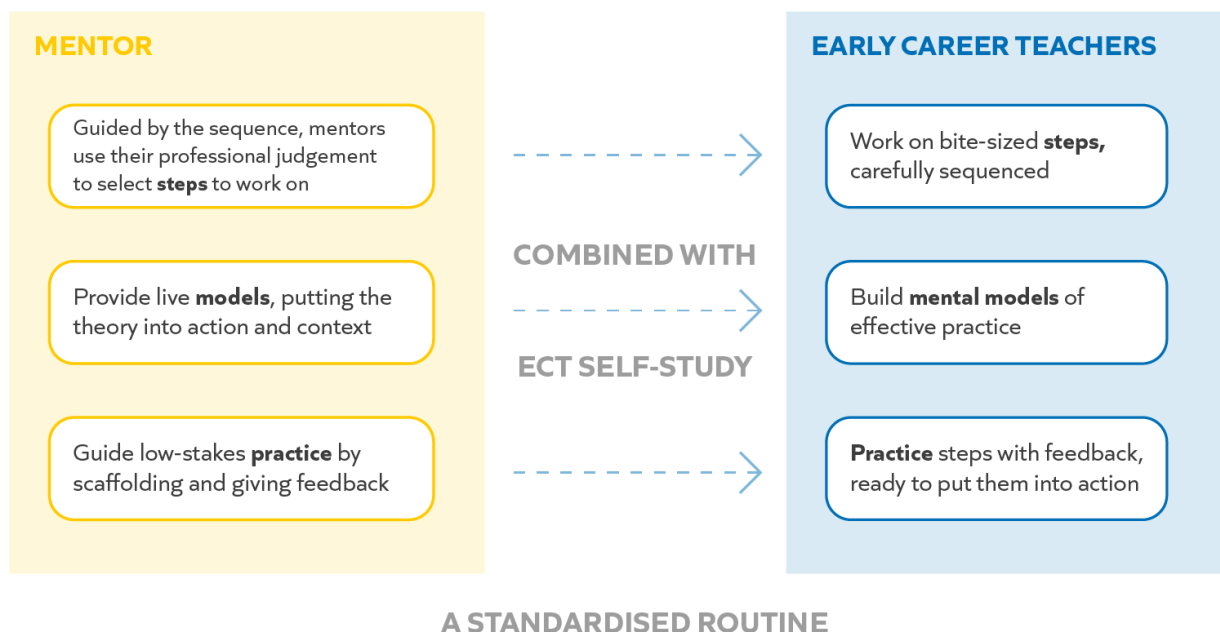 MENTOR
Guided by the sequence, mentors
use their professional judgement
to select steps to work on
Provide live models, putting the
theory into action and context
Guide low-stakes practice by
scaffolding and giving feedback
COMBINED WITH
ECT SELF-STUDY
EARLY CAREER TEACHERS
Work on bite-sized steps,
carefully sequenced
Build mental models of
effective practice
Practice steps with feedback,
ready to put them into action
A STANDARDISED ROUTINE